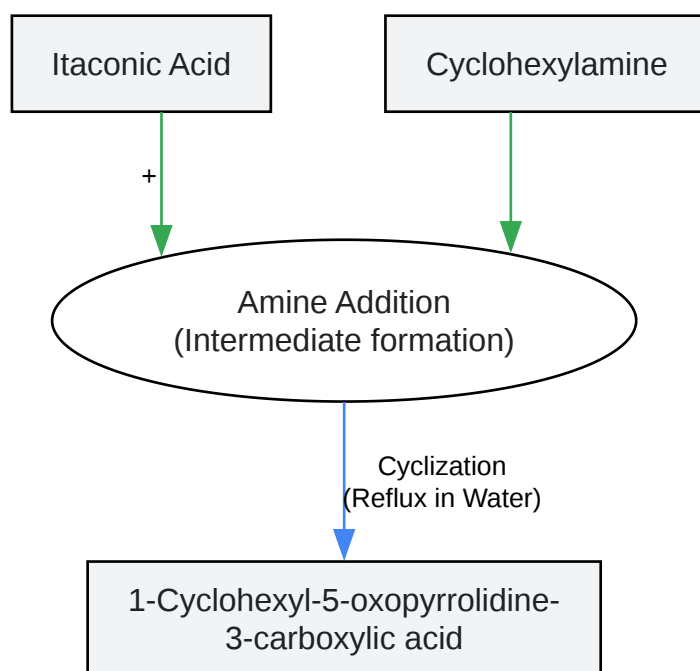 Itaconic Acid
Cyclohexylamine
+
Amine Addition
(Intermediate formation)
Cyclization
(Reflux in Water)
1-Cyclohexyl-5-oxopyrrolidine-
3-carboxylic acid